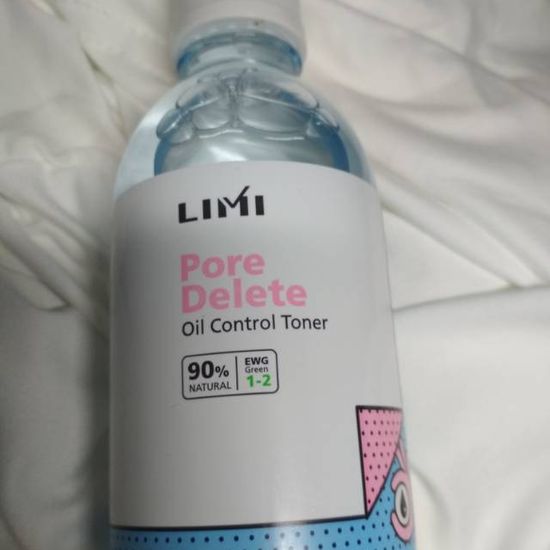 LIMI
Pore
Delete
Oil Control Toner
90%
NATURAL
EWG
Green
1-2